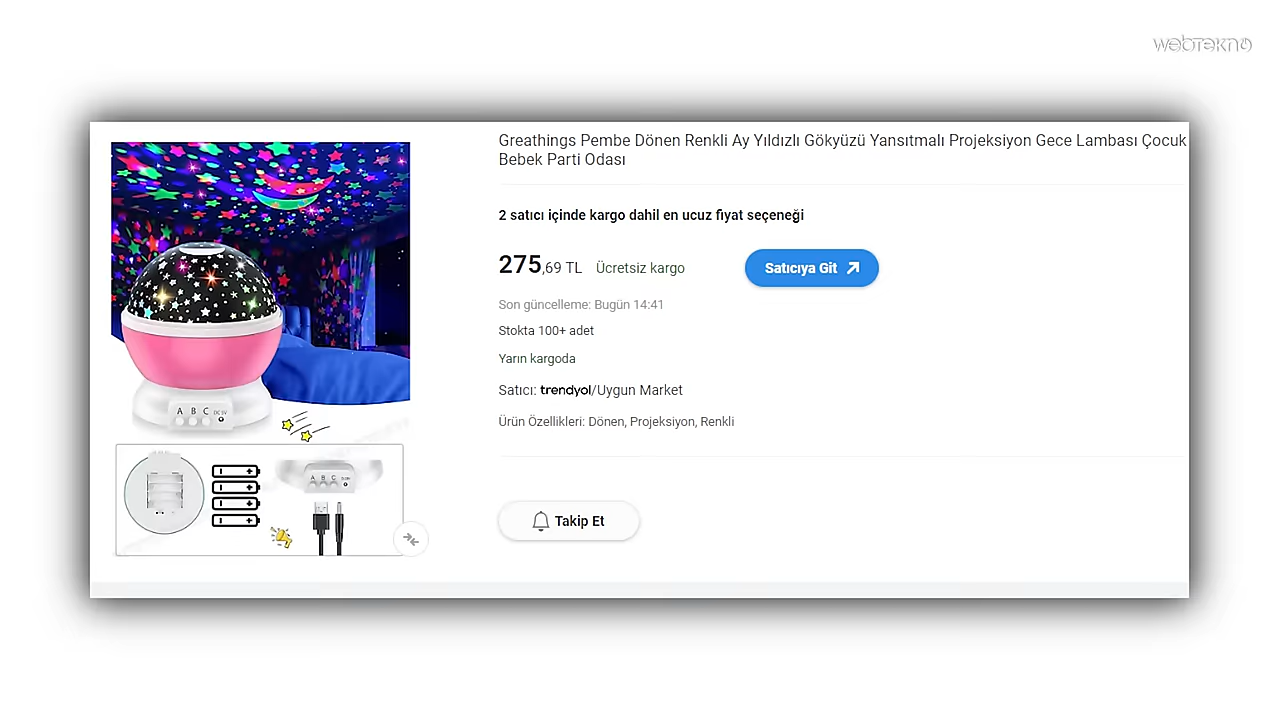 webtekno
Greathings Pembe Dönen Renkli Ay Yıldızlı Gökyüzü Yansıtmalı Projeksiyon Gece Lambası Çocuk
Bebek Parti Odası
2 satıcı içinde kargo dahil en ucuz fiyat seçeneği
275,69 TL Ücretsiz kargo
Satıcıya Git
Son güncelleme: Bugün 14:41
Stokta 100+ adet
Yarın kargoda
Satıcı: trendyol/Uygun Market
Ürün Özellikleri: Dönen, Projeksiyon, Renkli
A B C DC 5V
A B C
Takip Et